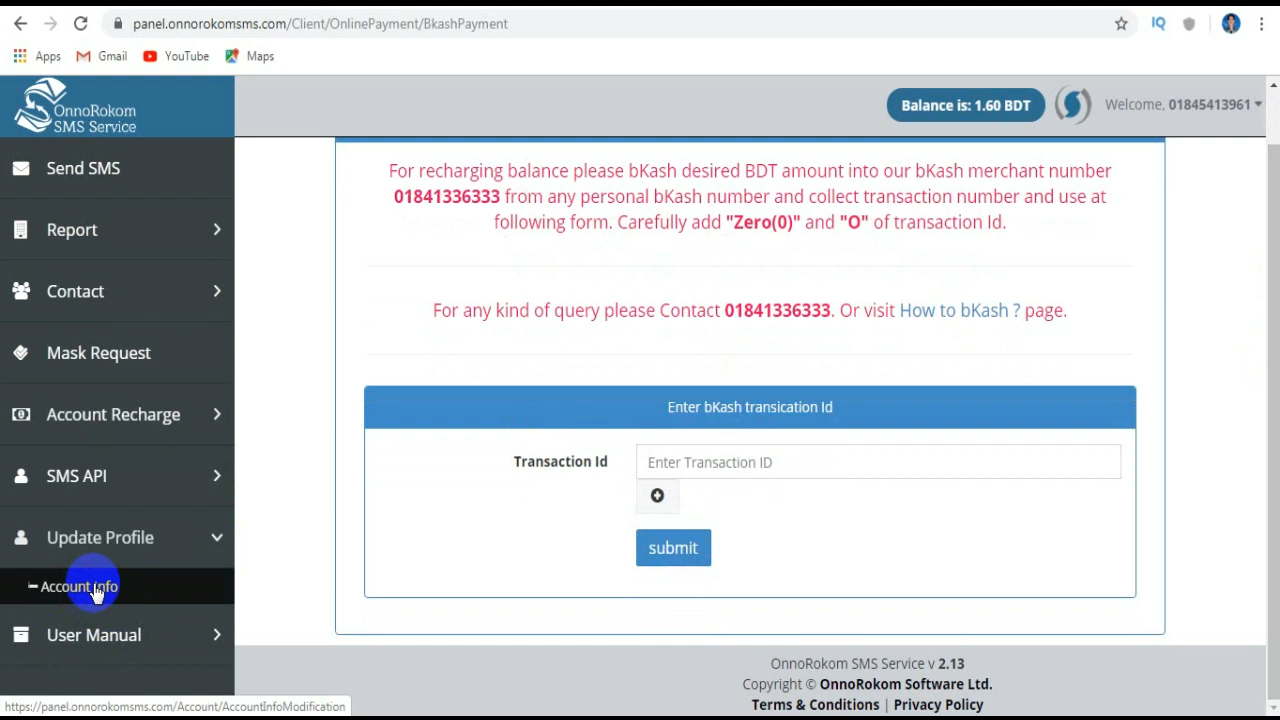 panel.onnorokomsms.com/Client/OnlinePayment/BkashPayment
Apps Gmail YouTube Maps
OnnoRokom
SMS Service
Balance is: 1.60 BDT
Welcome, 01845413961
Send SMS
Report
Contact
Mask Request
Account Recharge
SMS API
Update Profile
Account Info
User Manual
For recharging balance please bKash desired BDT amount into our bKash merchant number
01841336333 from any personal bKash number and collect transaction number and use at
following form. Carefully add "Zero(0)" and "O" of transaction Id.
For any kind of query please Contact 01841336333. Or visit How to bKash ? page.
Enter bKash transication Id
Transaction Id
Enter Transaction ID
submit
OnnoRokom SMS Service v 2.13
Copyright © OnnoRokom Software Ltd.
Terms & Conditions | Privacy Policy
https://panel.onnorokomsms.com/Account/AccountInfoModification